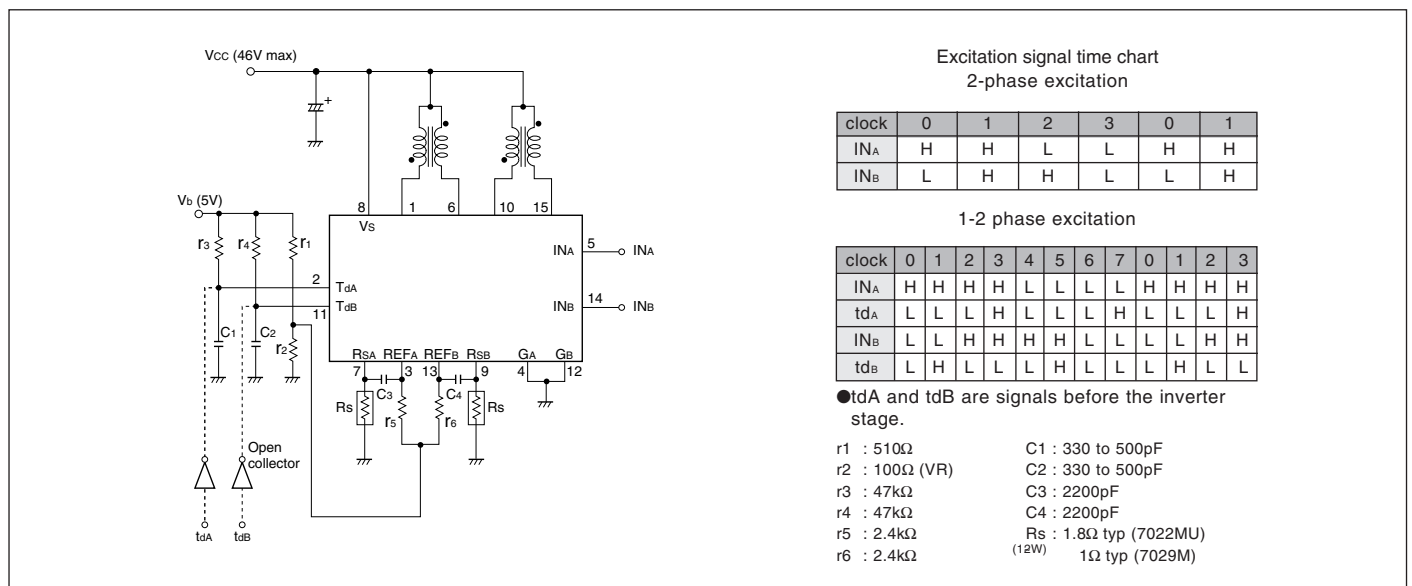 Vcc (46V max)
+
Vb (5V)
r3
r4
r1
8
1
6
10
15
Vs
2
TdA
TdB
11
INA
5
INA
INB
14
INB
C1
C2
r2
RSA
REFA
REFB
RSB
GA
GB
7
3
13
9
4
12
Rs
C3
C4
Rs
r5
r6
Open
collector
tdA
tdB
Excitation signal time chart
2-phase excitation
clock 0 1 2 3 0 1
INA H H L L H H
INB L H H L L H
1-2 phase excitation
clock 0 1 2 3 4 5 6 7 0 1 2 3
INA H H H H L L L L H H H H
tdA L L L H L L L H L L L H
INB L L H H H H L L L L H H
tdB L H L L L H L L L H L L
●tdA and tdB are signals before the inverter
stage.
r1 : 510Ω
r2 : 100Ω (VR)
r3 : 47kΩ
r4 : 47kΩ
r5 : 2.4kΩ
r6 : 2.4kΩ
C1 : 330 to 500pF
C2 : 330 to 500pF
C3 : 2200pF
C4 : 2200pF
Rs : 1.8Ω typ (7022MU)
1Ω typ (7029M)